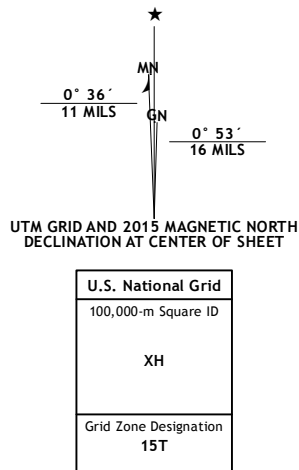 MN
0° 36´
11 MILS
GN
0° 53´
16 MILS
UTM GRID AND 2015 MAGNETIC NORTH
DECLINATION AT CENTER OF SHEET
U.S. National Grid
100,000-m Square ID
XH
Grid Zone Designation
15T